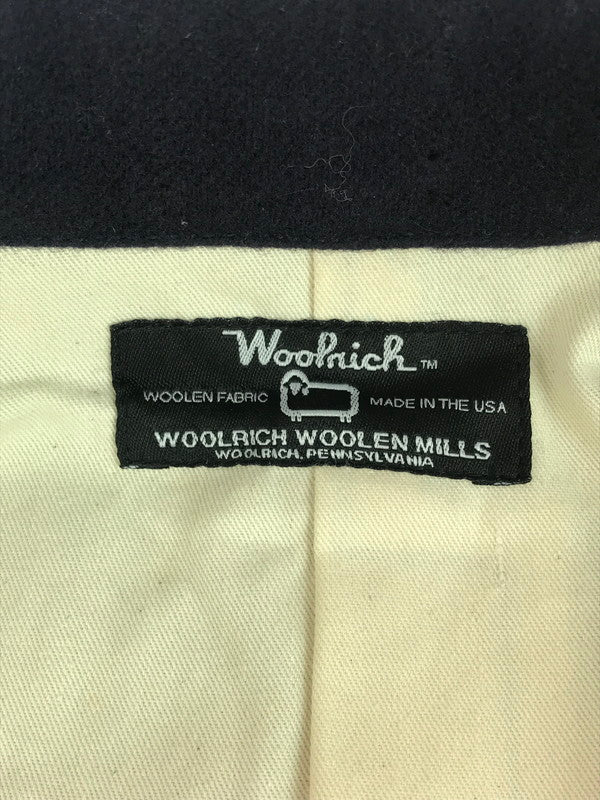 Woolrich™
WOOLEN FABRIC MADE IN THE USA
WOOLRICH WOOLEN MILLS
WOOLRICH, PENNSYLVANIA